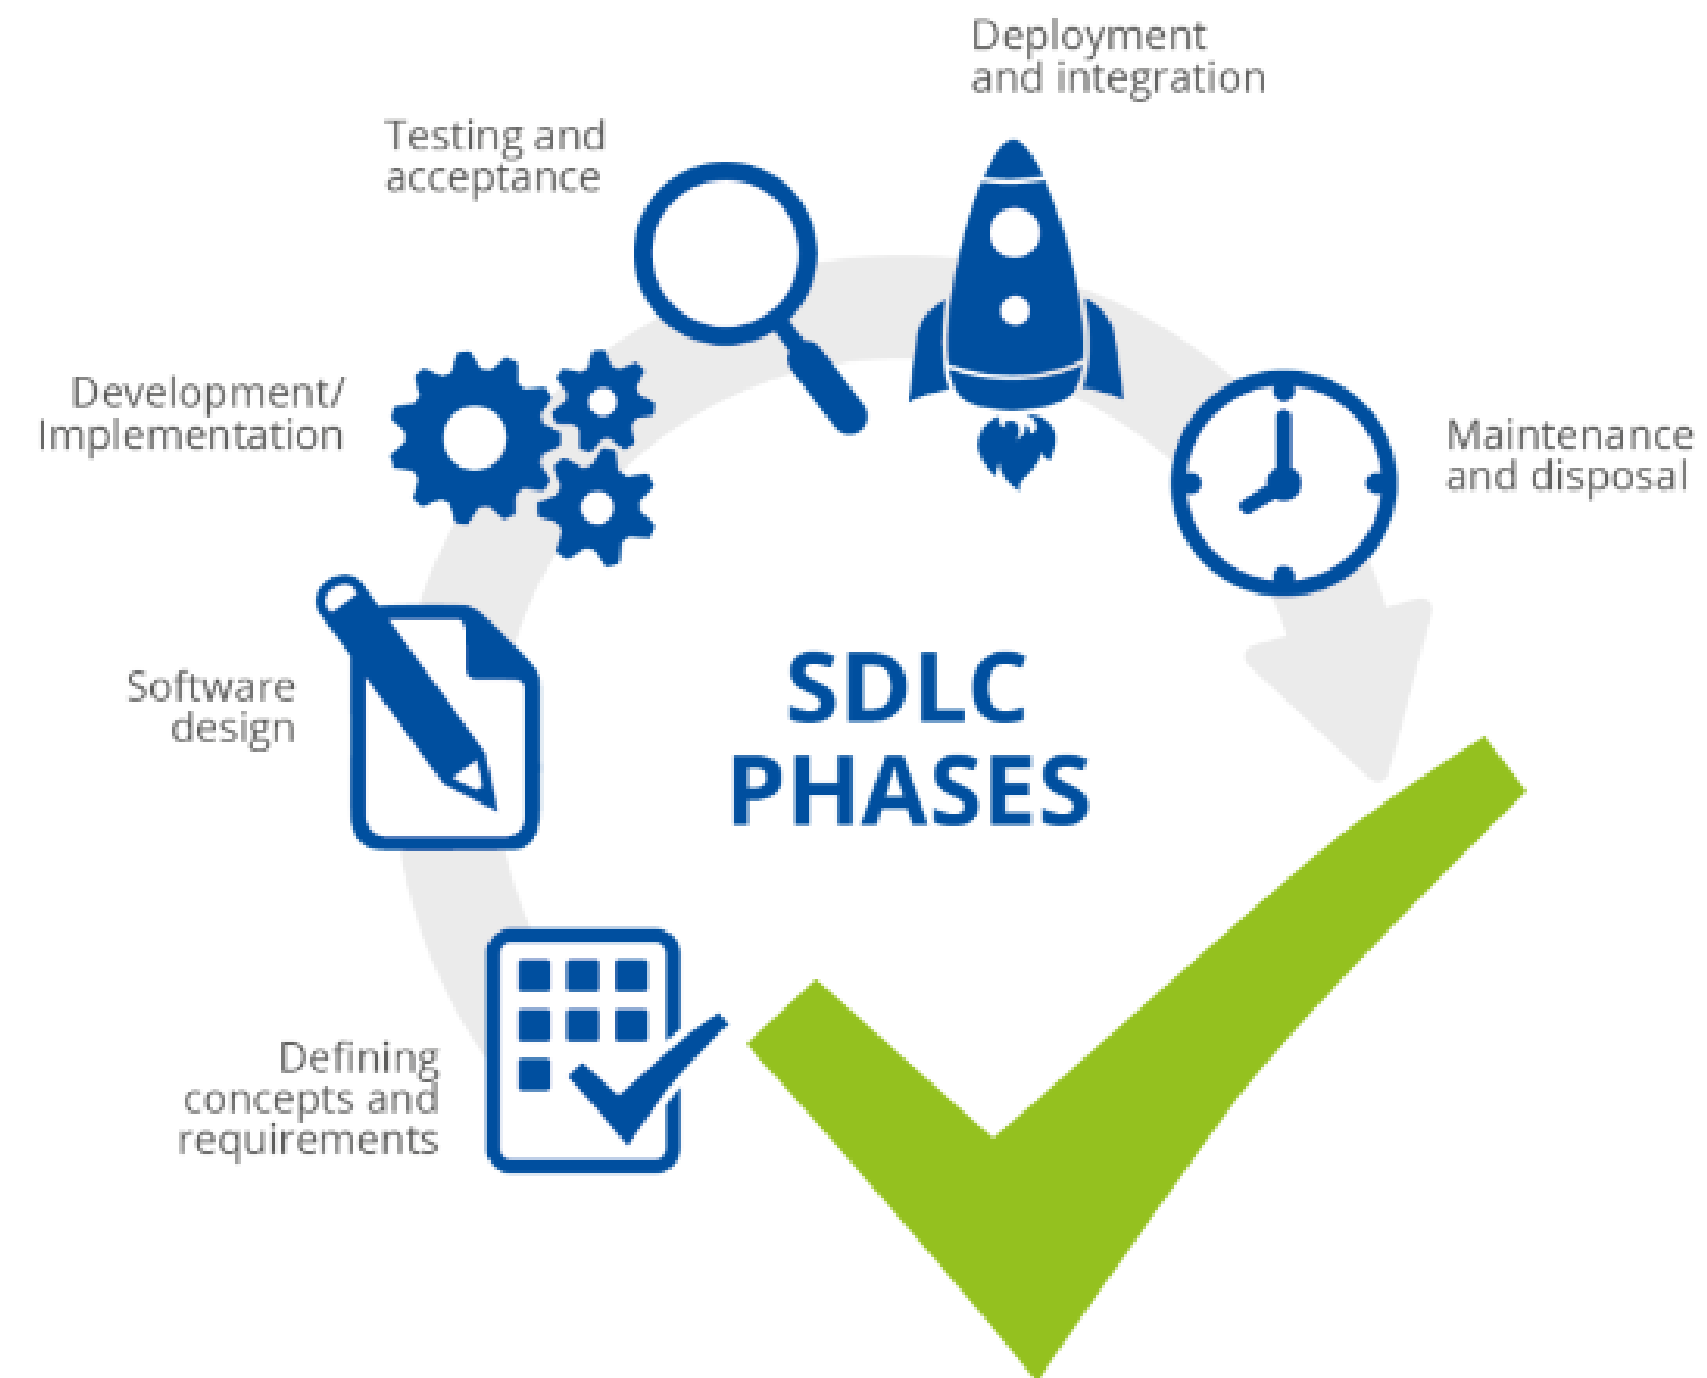 Deployment
and integration
Testing and
acceptance
Development/
Implementation
Maintenance
and disposal
Software
design
SDLC
PHASES
Defining
concepts and
requirements